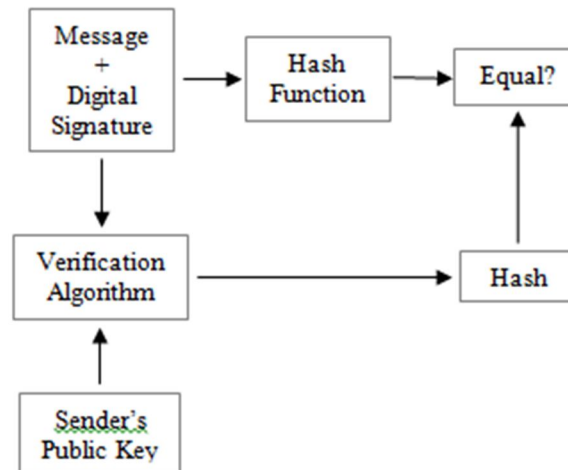 Message
+
Digital
Signature
Hash
Function
Equal?
Verification
Algorithm
Hash
Sender's
Public Key